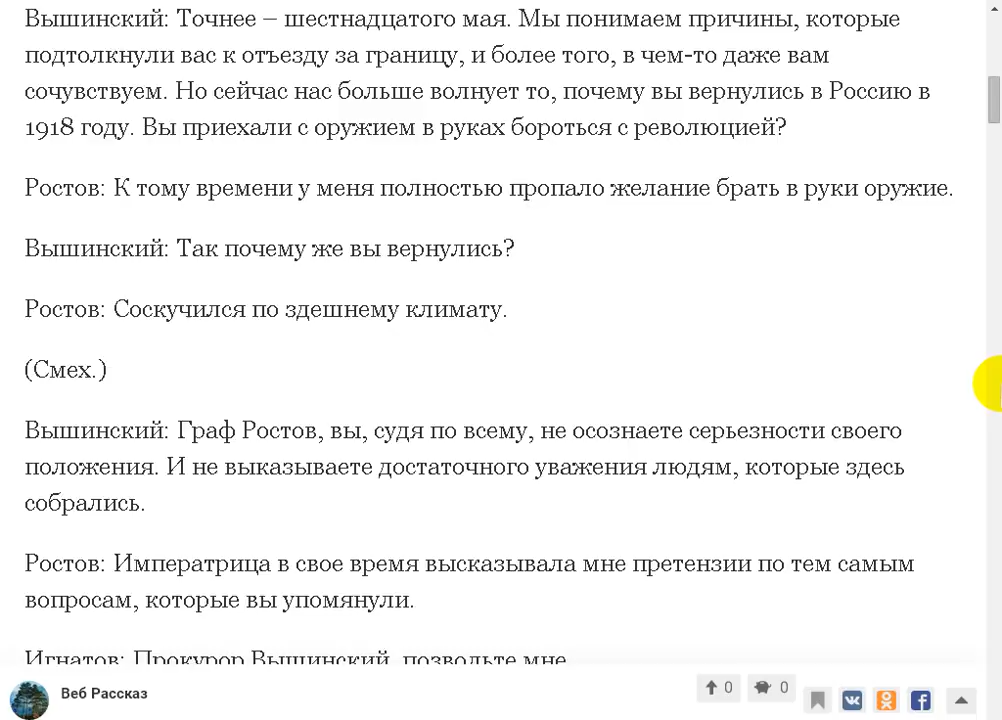 Вышинский: Точнее – шестнадцатого мая. Мы понимаем причины, которые
подтолкнули вас к отъезду за границу, и более того, в чем-то даже вам
сочувствуем. Но сейчас нас больше волнует то, почему вы вернулись в Россию в
1918 году. Вы приехали с оружием в руках бороться с революцией?
Ростов: К тому времени у меня полностью пропало желание брать в руки оружие.
Вышинский: Так почему же вы вернулись?
Ростов: Соскучился по здешнему климату.
(Смех.)
Вышинский: Граф Ростов, вы, судя по всему, не осознаете серьезности своего
положения. И не выказываете достаточного уважения людям, которые здесь
собрались.
Ростов: Императрица в свое время высказывала мне претензии по тем самым
вопросам, которые вы упомянули.
Игнатов: Прокурор Вышинский, позвольте мне
Веб Рассказ
0
0